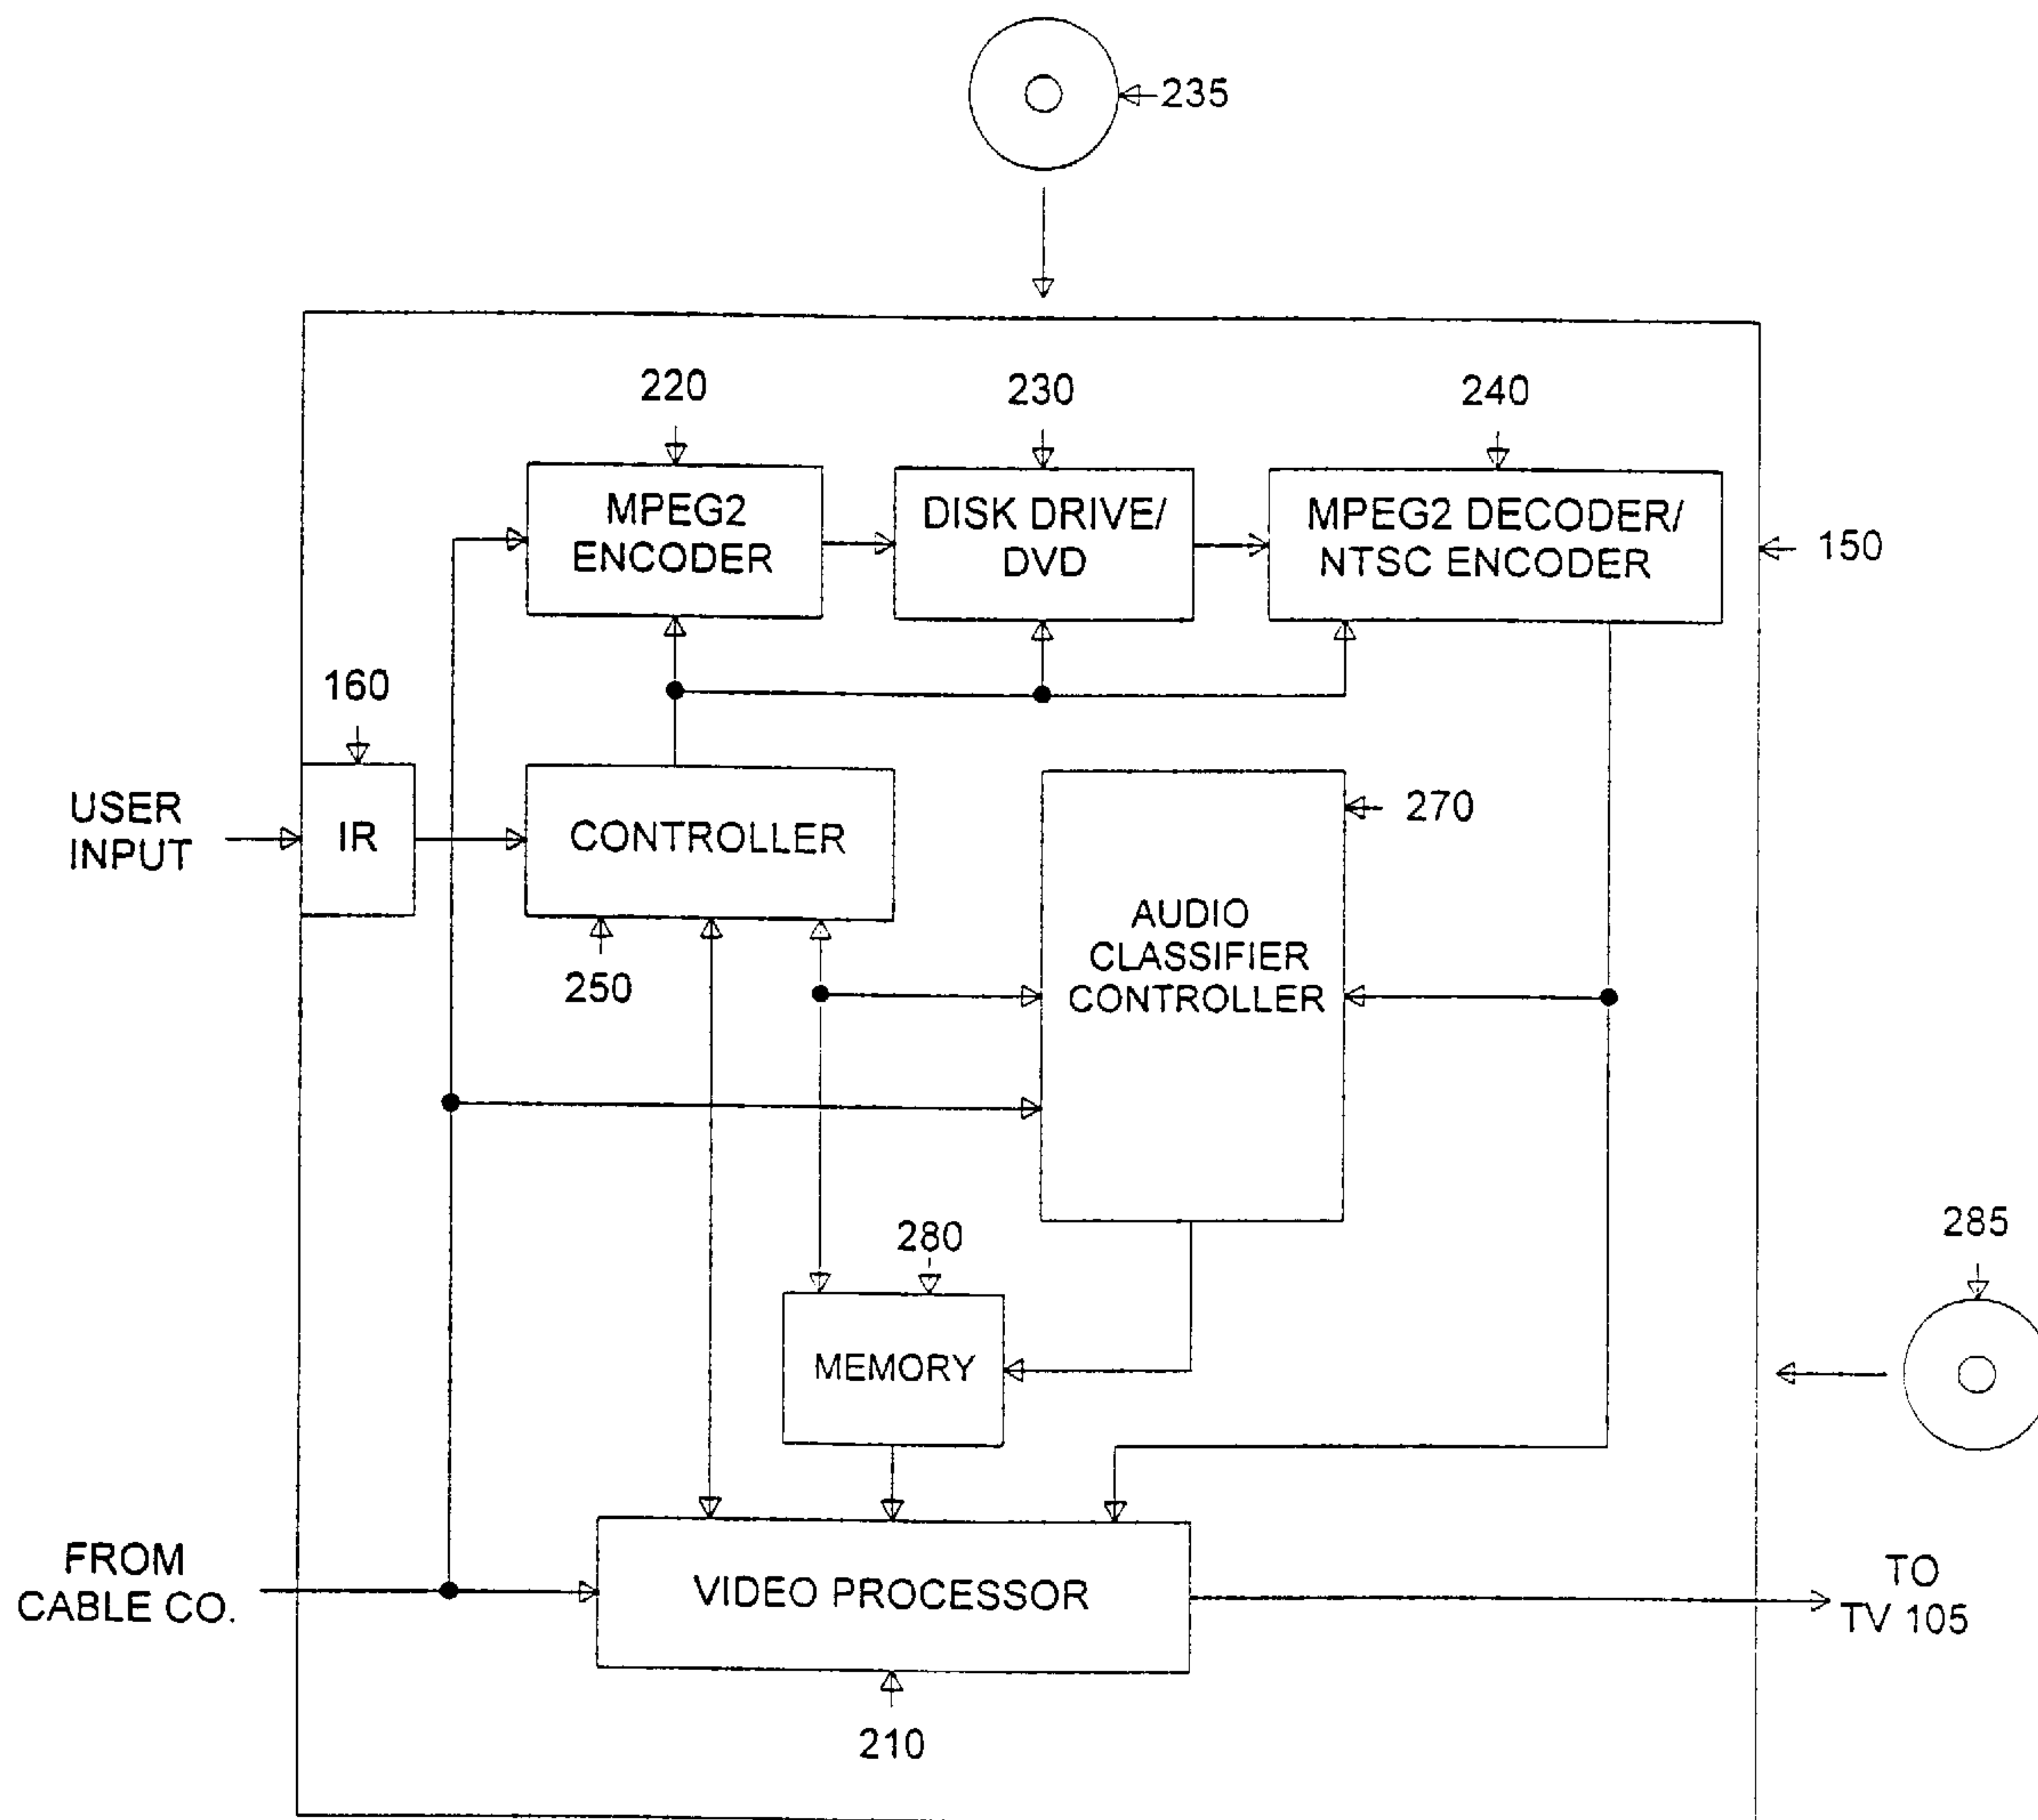 235
220
230
240
MPEG2
ENCODER
DISK DRIVE/
DVD
MPEG2 DECODER/
NTSC ENCODER
150
160
USER
INPUT
IR
CONTROLLER
270
250
AUDIO
CLASSIFIER
CONTROLLER
280
285
MEMORY
FROM
CABLE CO.
VIDEO PROCESSOR
TO
TV 105
210